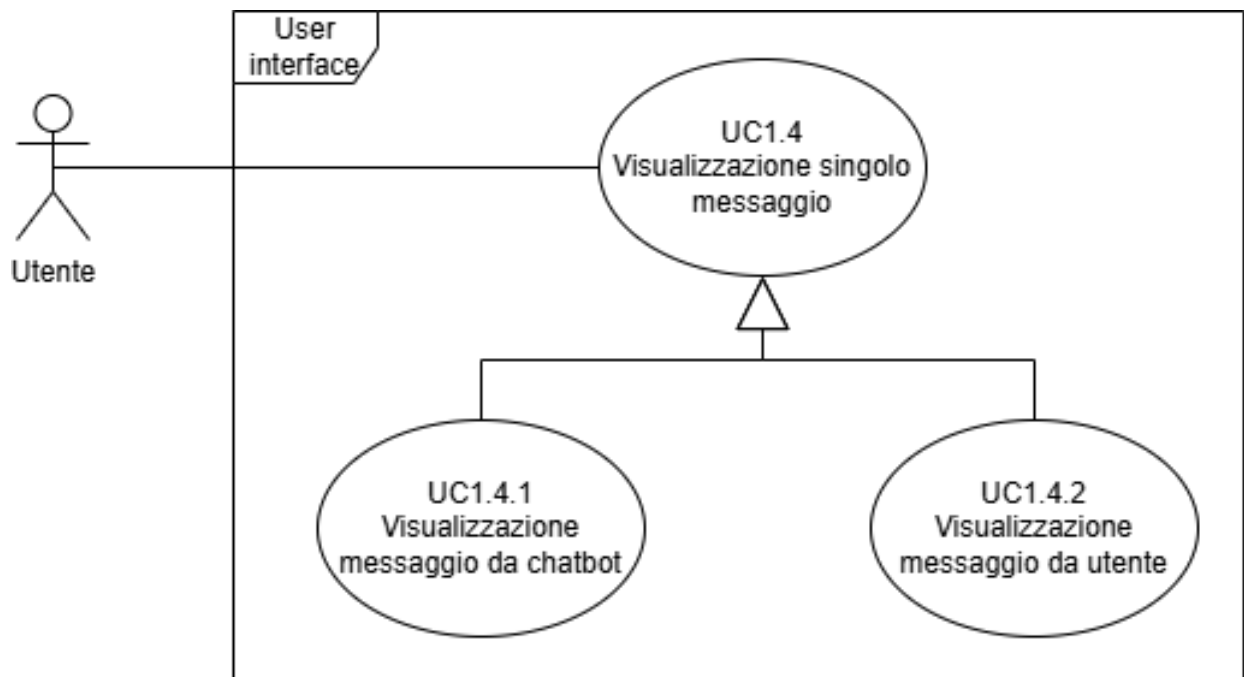 User
interface
Utente
UC1.4
Visualizzazione singolo
messaggio
UC1.4.1
Visualizzazione
messaggio da chatbot
UC1.4.2
Visualizzazione
messaggio da utente